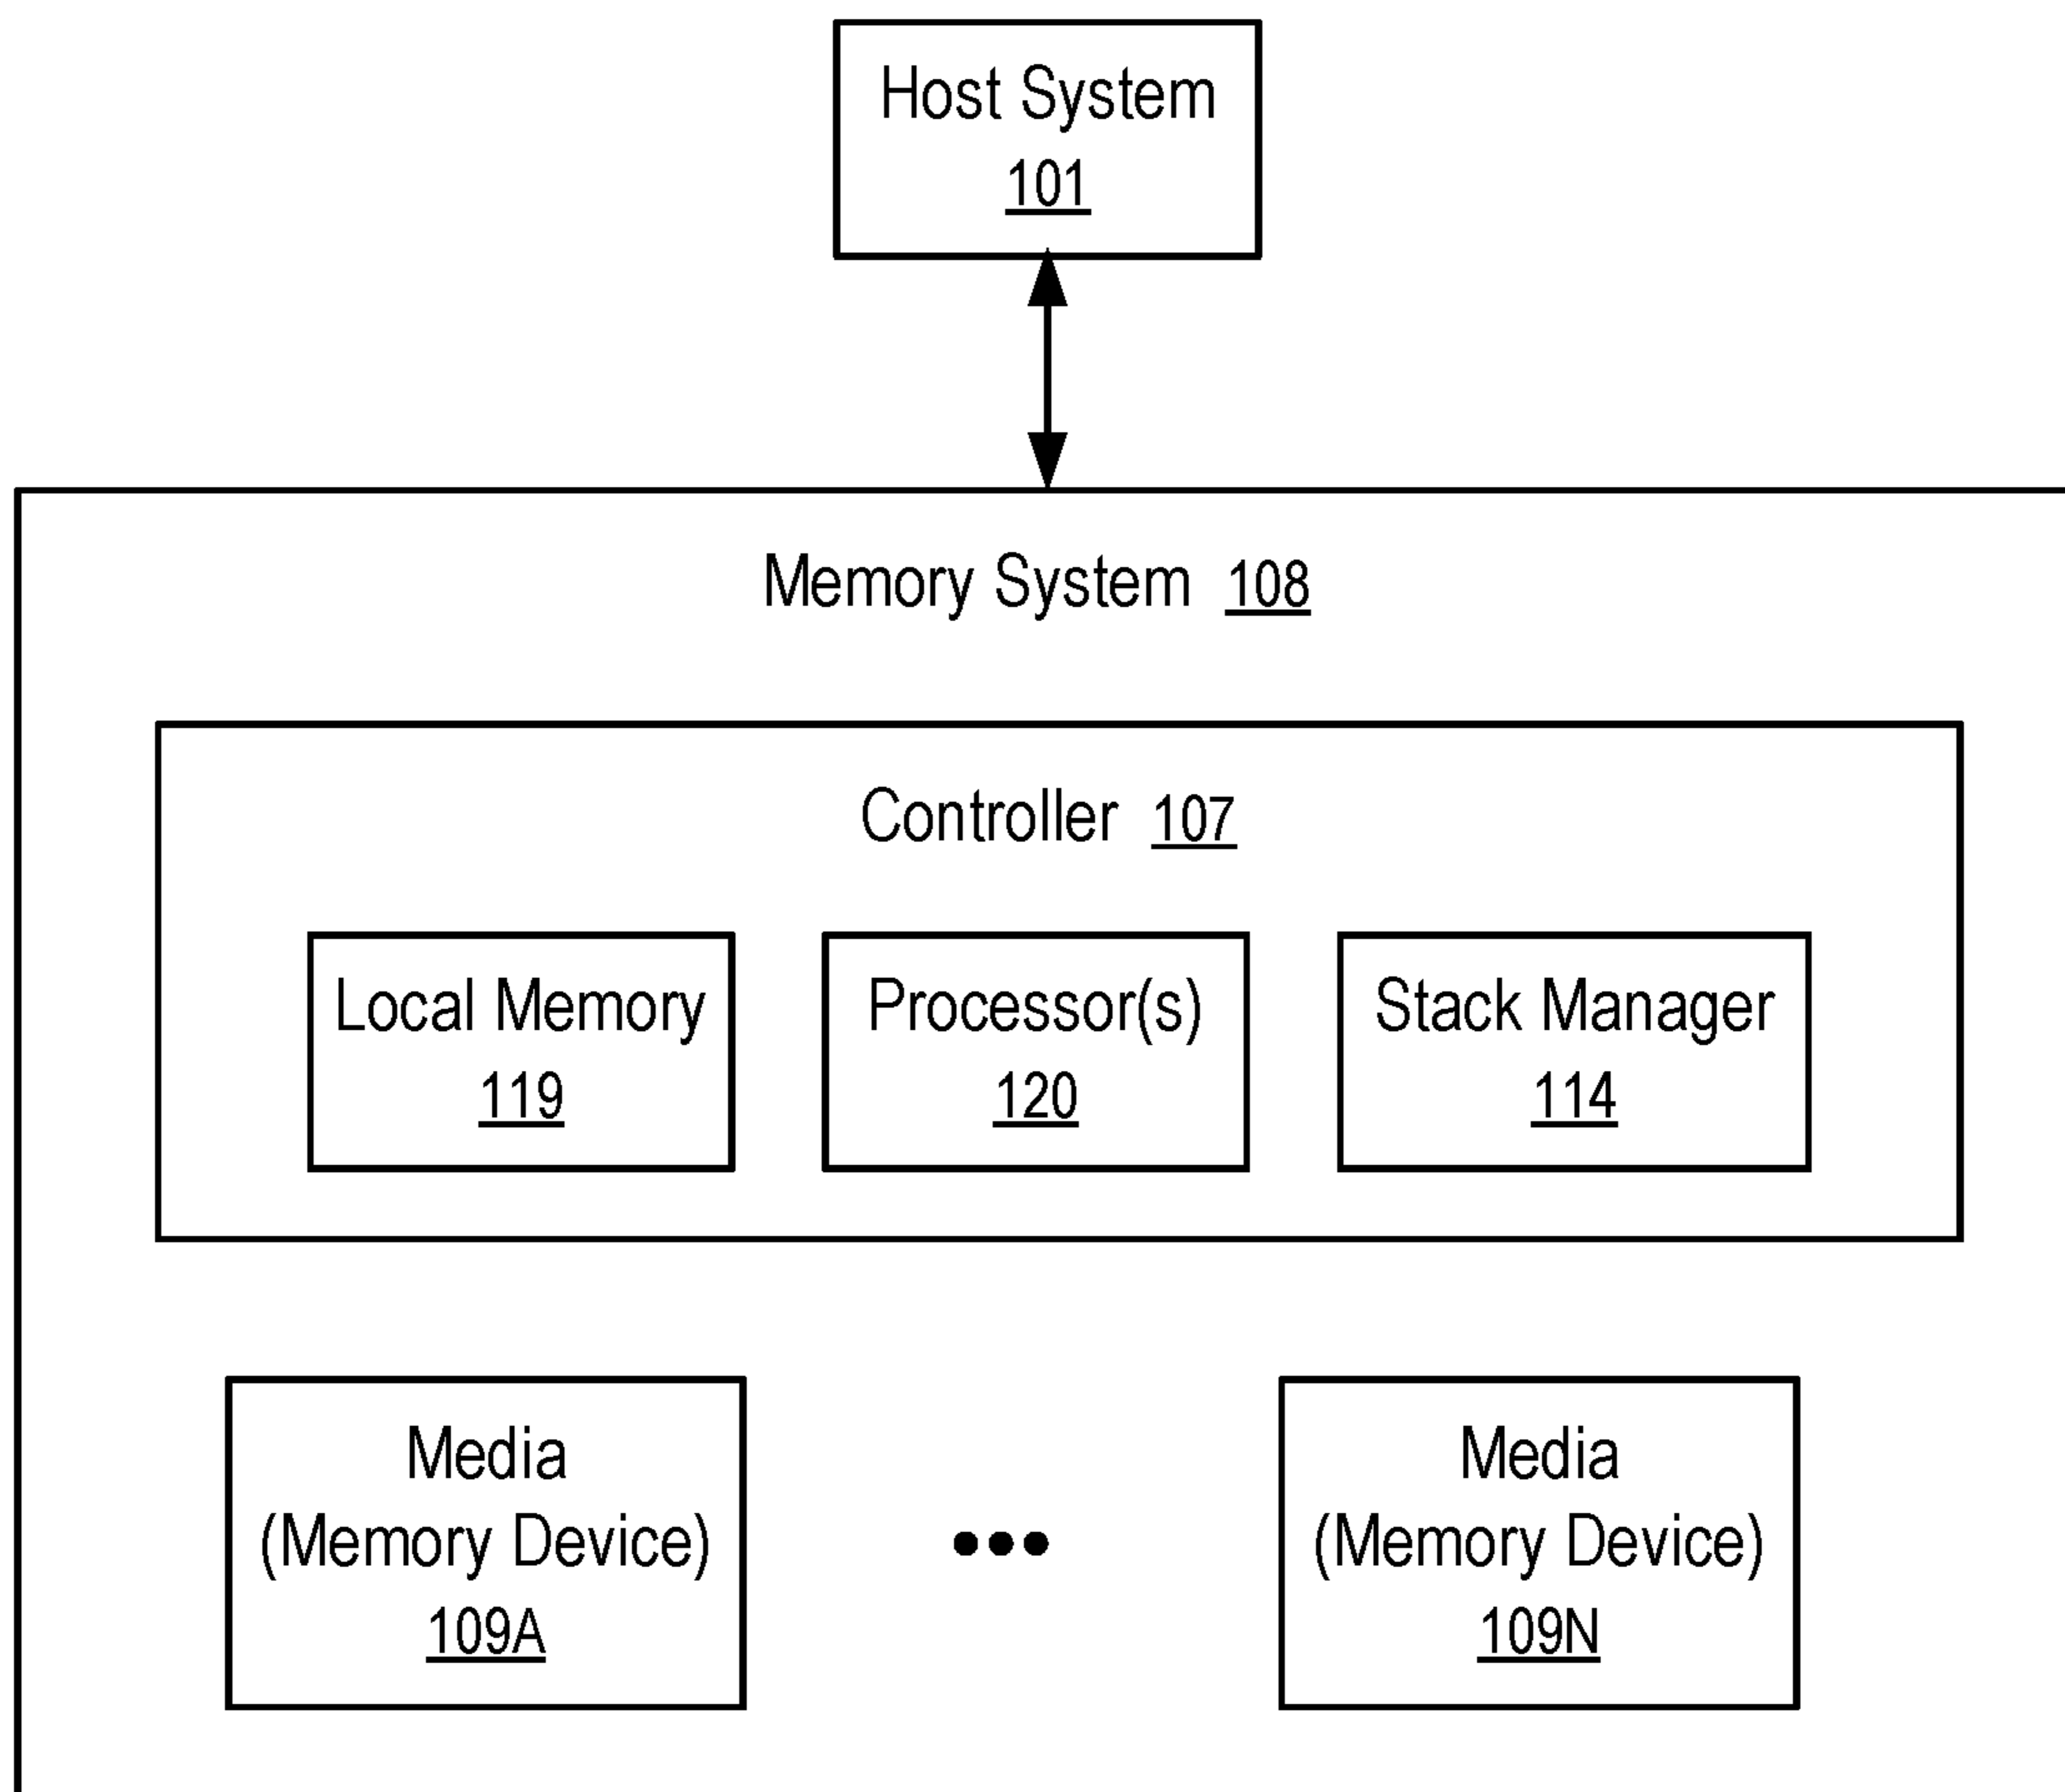 Host System
101
Memory System 108
Controller 107
Local Memory
119
Processor(s)
120
Stack Manager
114
Media
(Memory Device)
109A
Media
(Memory Device)
109N